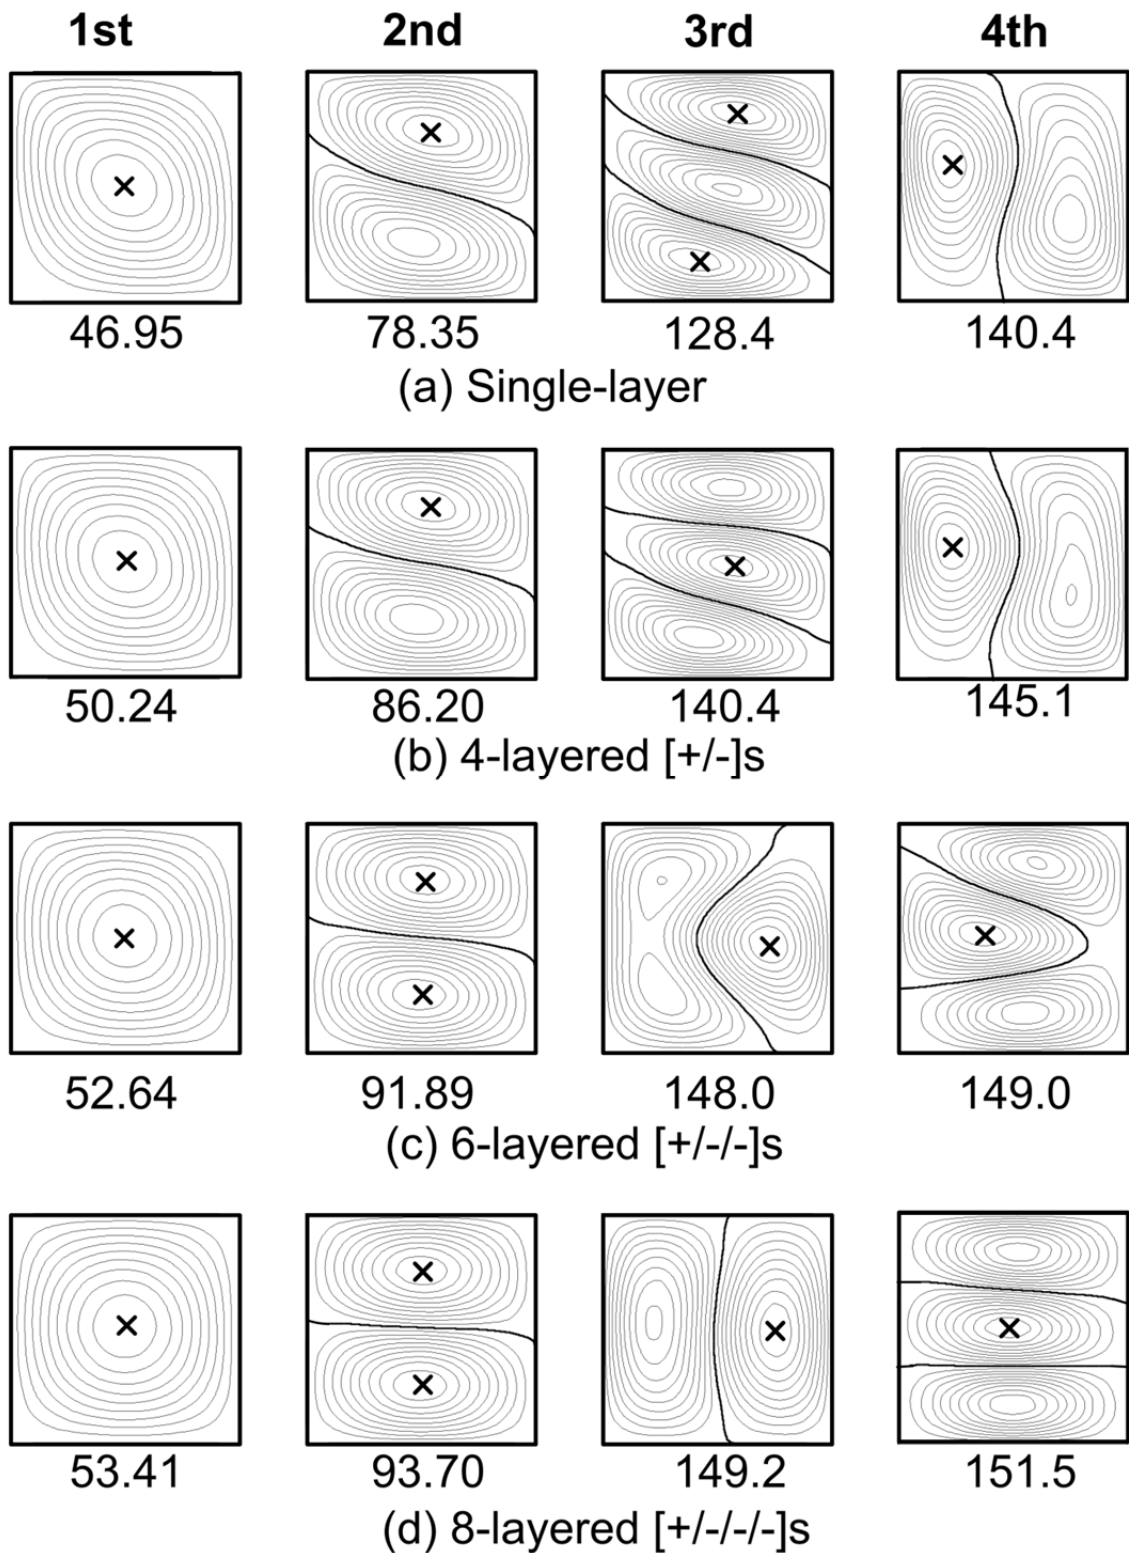 1st 2nd 3rd 4th
46.95 78.35 128.4 140.4
(a) Single-layer
50.24 86.20 140.4 145.1
(b) 4-layered [+/-]s
52.64 91.89 148.0 149.0
(c) 6-layered [+/-/-]s
53.41 93.70 149.2 151.5
(d) 8-layered [+/-/-/-]s